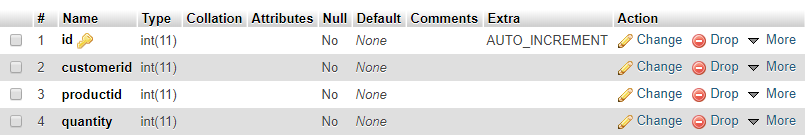 # Name Type Collation Attributes Null Default Comments Extra Action
1 id int(11) No None AUTO_INCREMENT Change Drop More
2 customerid int(11) No None Change Drop More
3 productid int(11) No None Change Drop More
4 quantity int(11) No None Change Drop More